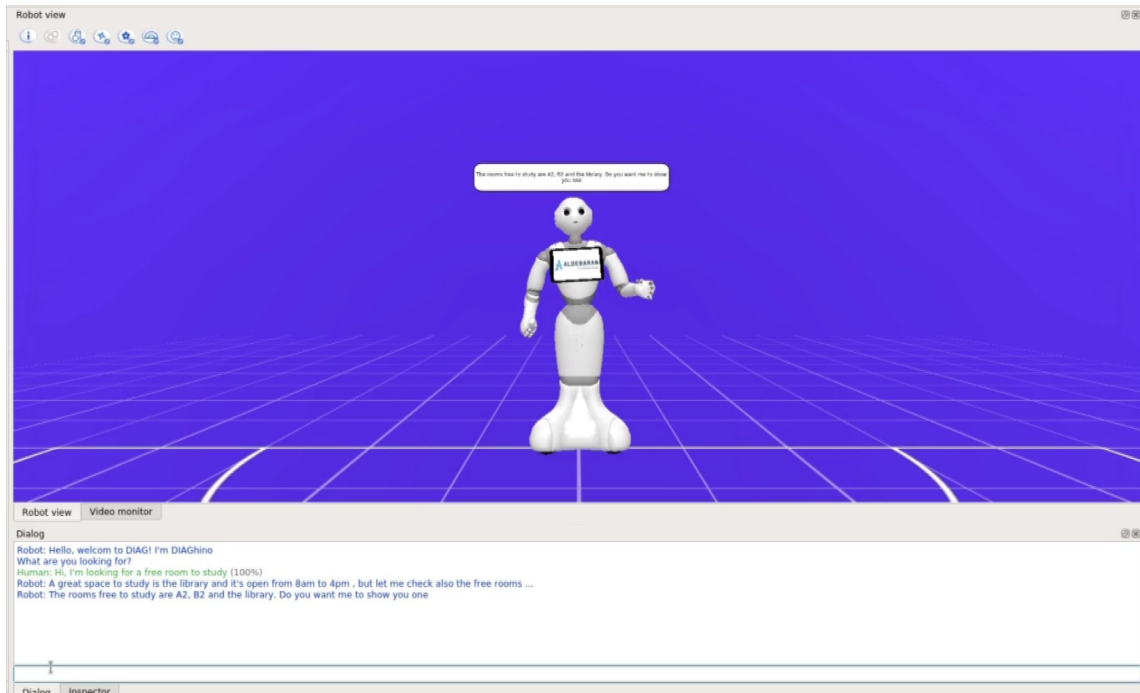 Robot view
The rooms free to study are A2, B2 and the library. Do you want me to show
you one
ALDEBARAN
Robot view
Video monitor
Dialog
Robot: Hello, welcom to DIAG! I'm DIAGhino
What are you looking for?
Human: Hi, I'm looking for a free room to study (100%)
Robot: A great space to study is the library and it's open from 8am to 4pm , but let me check also the free rooms ...
Robot: The rooms free to study are A2, B2 and the library. Do you want me to show you one
Dialog
Inspector